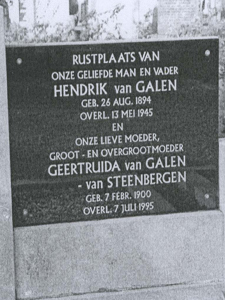 RUSTPLAATS VAN
ONZE GELIEFDE MAN EN VADER
HENDRIK van GALEN
GEB. 26 AUG. 1894
OVERL. 13 MEI 1945
EN
ONZE LIEVE MOEDER,
GROOT - EN OVERGROOTMOEDER
GEERTRUIDA van GALEN
- van STEENBERGEN
GEB. 7 FEBR. 1900
OVERL. 7 JULI 1995